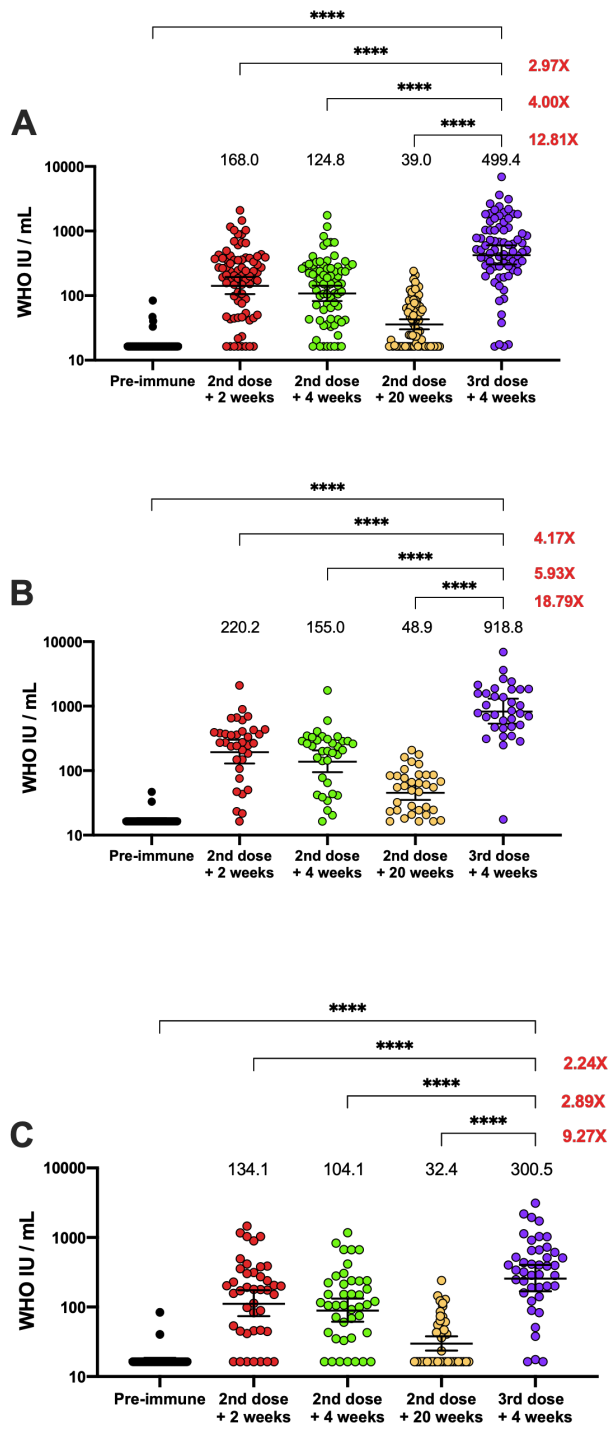 ****
****
2.97X
****
4.00X
****
12.81X
A
168.0 124.8 39.0 499.4
WHO IU / mL
10000
1000
100
10
Pre-immune 2nd dose 2nd dose 2nd dose 3rd dose
+ 2 weeks + 4 weeks + 20 weeks + 4 weeks
****
****
4.17X
****
5.93X
****
18.79X
B
220.2 155.0 48.9 918.8
WHO IU / mL
10000
1000
100
10
Pre-immune 2nd dose 2nd dose 2nd dose 3rd dose
+ 2 weeks + 4 weeks + 20 weeks + 4 weeks
****
****
2.24X
****
2.89X
****
9.27X
C
134.1 104.1 32.4 300.5
WHO IU / mL
10000
1000
100
10
Pre-immune 2nd dose 2nd dose 2nd dose 3rd dose
+ 2 weeks + 4 weeks + 20 weeks + 4 weeks